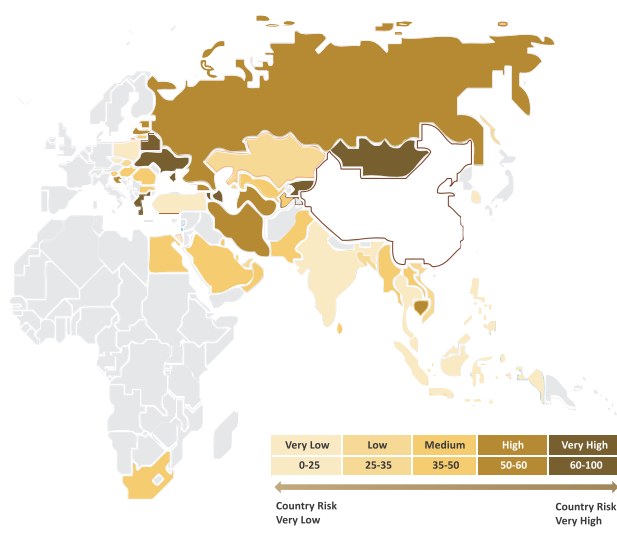 Very Low Low Medium High Very High
0-25 25-35 35-50 50-60 60-100
Country Risk Country Risk
Very Low Very High